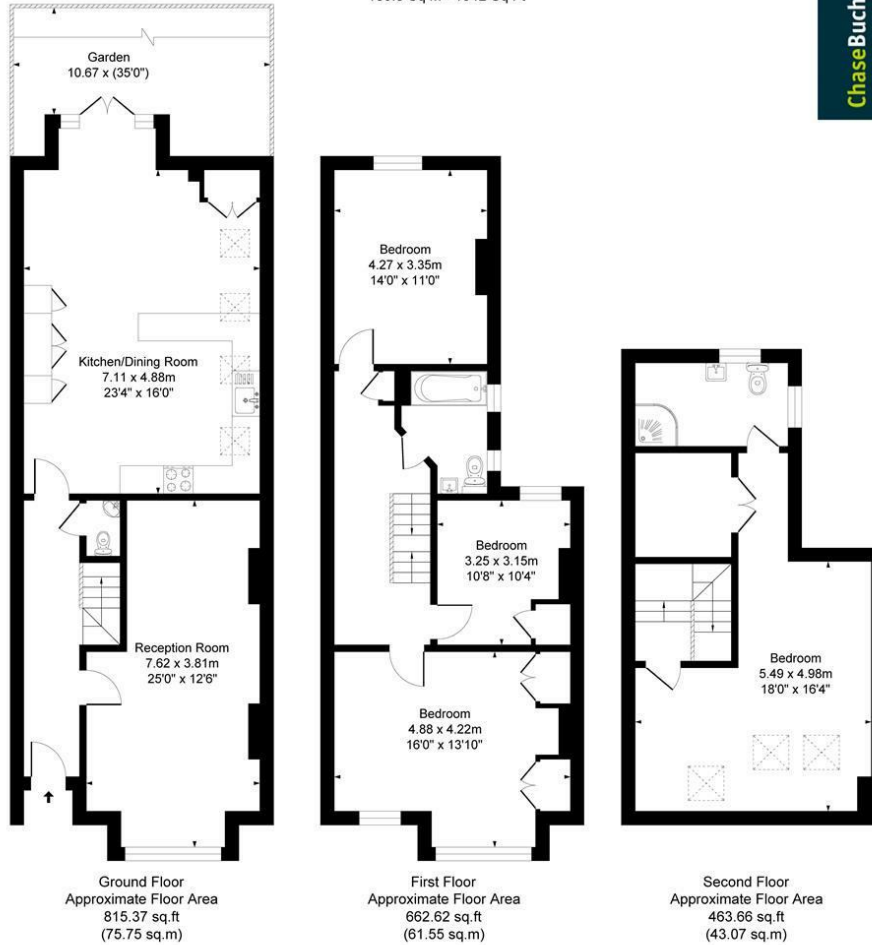 ChaseBuch
Garden
10.67 x (35'0")
Kitchen/Dining Room
7.11 x 4.88m
23'4" x 16'0"
Reception Room
7.62 x 3.81m
25'0" x 12'6"
Ground Floor
Approximate Floor Area
815.37 sq.ft
(75.75 sq.m)
Bedroom
4.27 x 3.35m
14'0" x 11'0"
Bedroom
3.25 x 3.15m
10'8" x 10'4"
Bedroom
4.88 x 4.22m
16'0" x 13'10"
First Floor
Approximate Floor Area
662.62 sq.ft
(61.55 sq.m)
Bedroom
5.49 x 4.98m
18'0" x 16'4"
Second Floor
Approximate Floor Area
463.66 sq.ft
(43.07 sq.m)